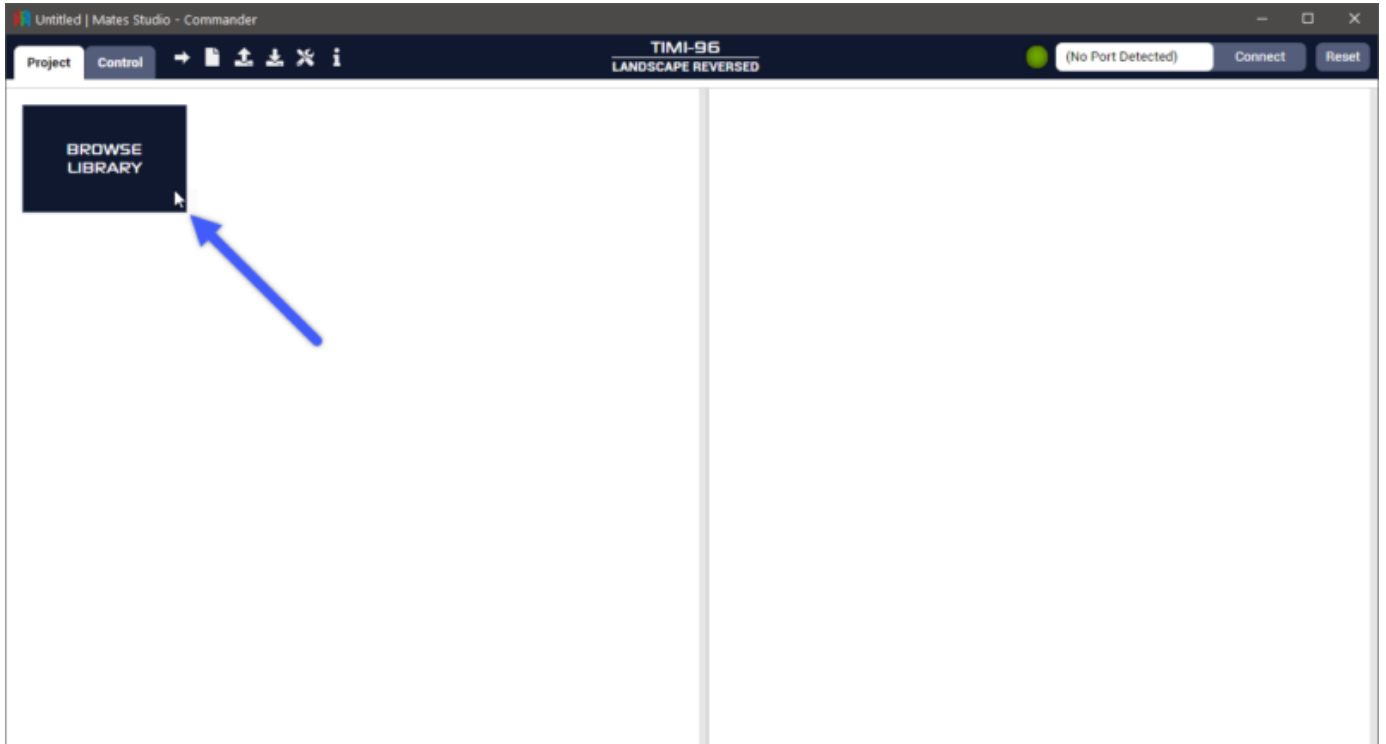 Untitled | Mates Studio - Commander
Project
Control
TIMI-96
LANDSCAPE REVERSED
(No Port Detected)
Connect
Reset
BROWSE
LIBRARY